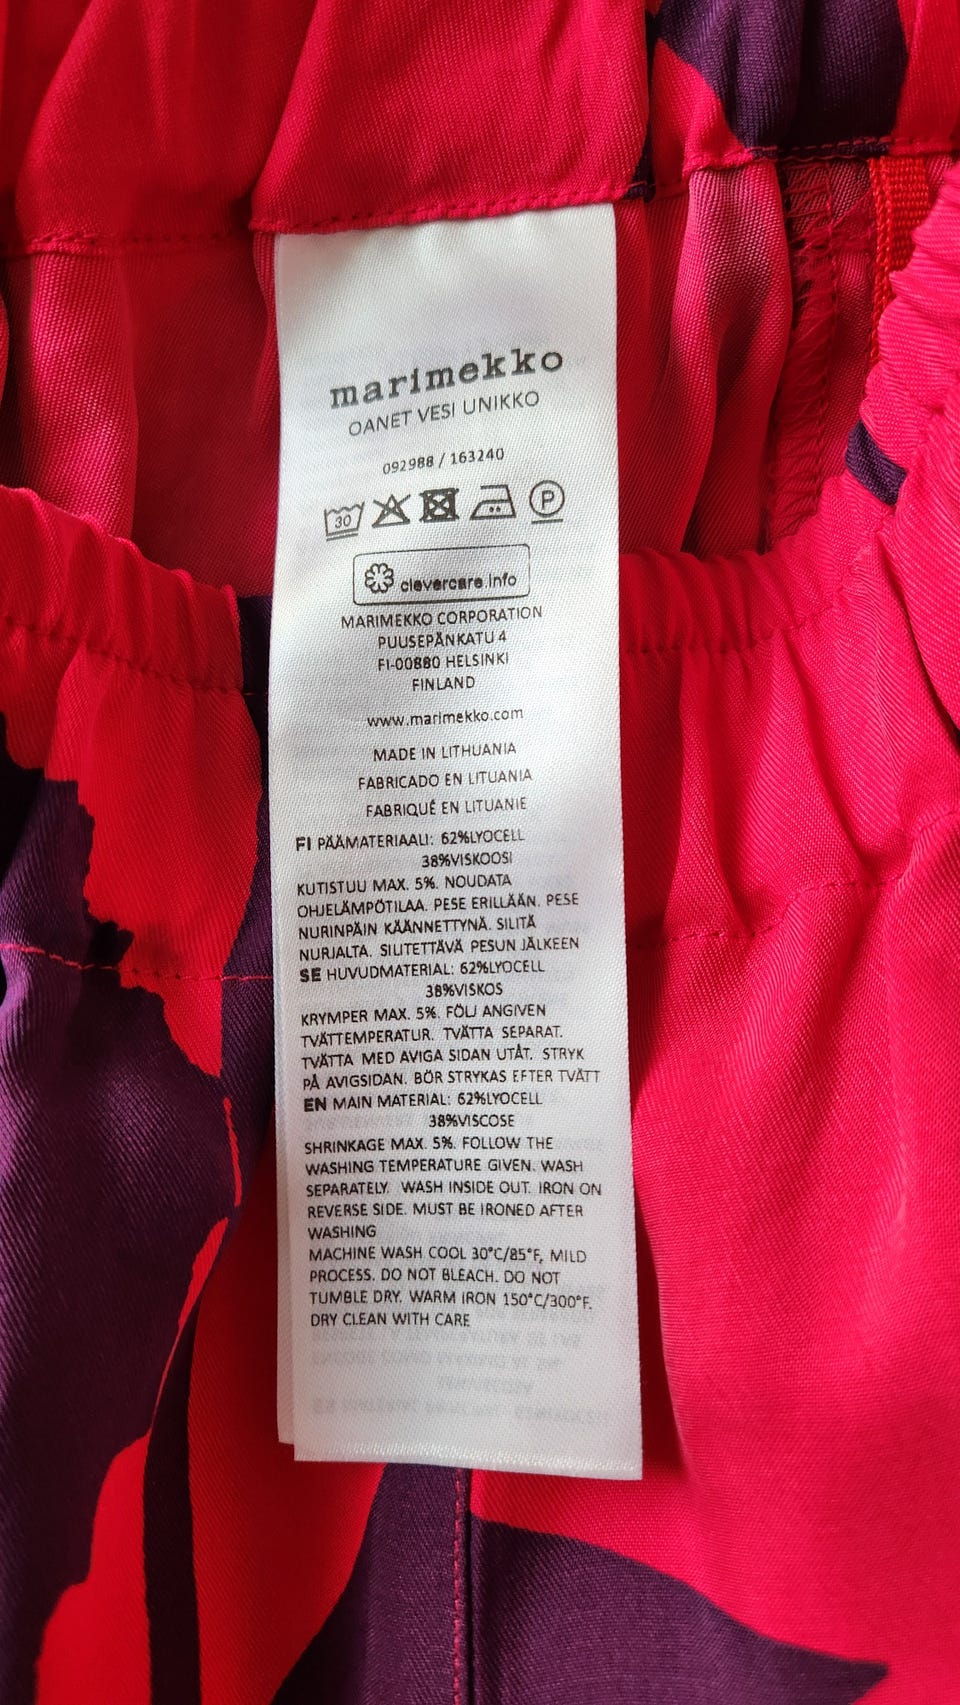 marimekko
OANET VESI UNIKKO
092988 / 163240
30 P
clevercare.info
MARIMEKKO CORPORATION
PUUSEPÄNKATU 4
FI-00880 HELSINKI
FINLAND
www.marimekko.com
MADE IN LITHUANIA
FABRICADO EN LITUANIA
FABRIQUÉ EN LITUANIE
FI PÄÄMATERIAALI: 62%LYOCELL
38%VISKOOSI
KUTISTUU MAX. 5%. NOUDATA
OHJELÄMPÖTILAA. PESE ERILLÄÄN. PESE
NURINPÄIN KÄÄNNETTYNÄ. SILITÄ
NURJALTA. SILITETTÄVÄ PESUN JÄLKEEN
SE HUVUDMATERIAL: 62%LYOCELL
38%VISKOS
KRYMPER MAX. 5%. FÖLJ ANGIVEN
TVÄTTEMPERATUR. TVÄTTA SEPARAT.
TVÄTTA MED AVIGA SIDAN UTÅT. STRYK
PÅ AVIGSIDAN. BÖR STRYKAS EFTER TVÄTT
EN MAIN MATERIAL: 62%LYOCELL
38%VISCOSE
SHRINKAGE MAX. 5%. FOLLOW THE
WASHING TEMPERATURE GIVEN. WASH
SEPARATELY. WASH INSIDE OUT. IRON ON
REVERSE SIDE. MUST BE IRONED AFTER
WASHING
MACHINE WASH COOL 30°C/85°F, MILD
PROCESS. DO NOT BLEACH. DO NOT
TUMBLE DRY. WARM IRON 150°C/300°F.
DRY CLEAN WITH CARE